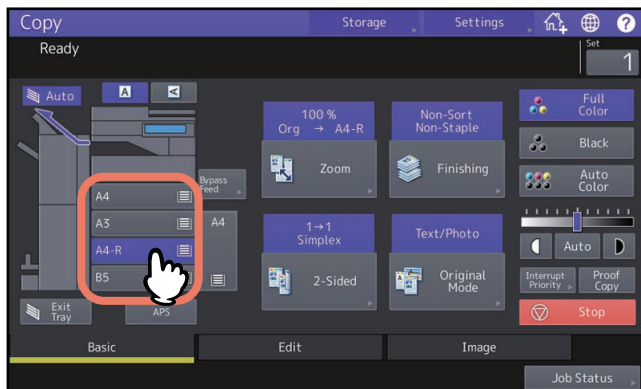 Copy
Storage
Settings
Ready
Set
1
Auto
A
A
A4
A3
A4-R
B5
Bypass
Feed
A4
Exit
Tray
APS
100 %
Org → A4-R
Zoom
Non-Sort
Non-Staple
Finishing
1→1
Simplex
2-Sided
Text/Photo
Original
Mode
Full
Color
Black
Auto
Color
Auto
Interrupt
Priority
Proof
Copy
Stop
Basic
Edit
Image
Job Status